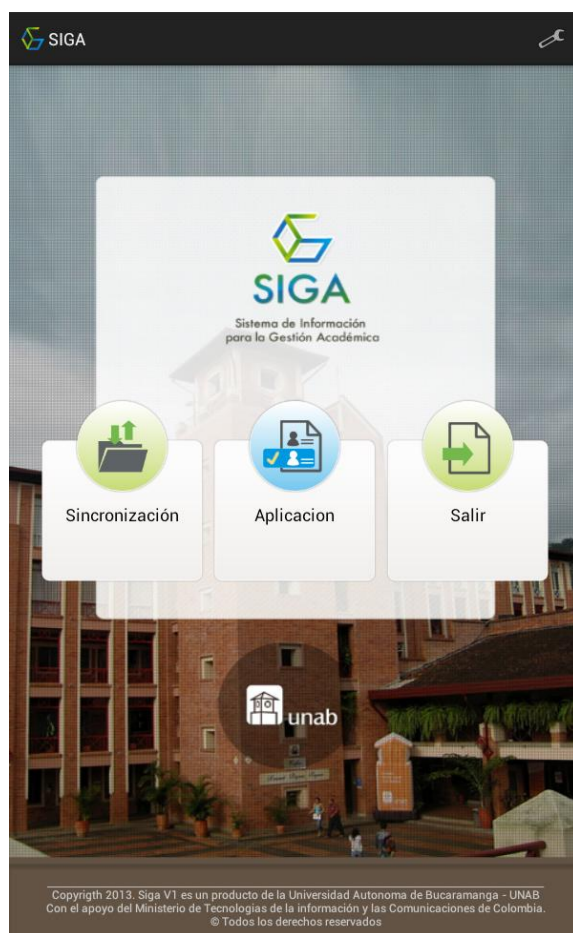 SIGA
SIGA
Sistema de Información
para la Gestión Académica
Sincronización
Aplicacion
Salir
unab
Copyrigth 2013. Siga V1 es un producto de la Universidad Autonoma de Bucaramanga - UNAB
Con el apoyo del Ministerio de Tecnologias de la información y las Comunicaciones de Colombia.
© Todos los derechos reservados